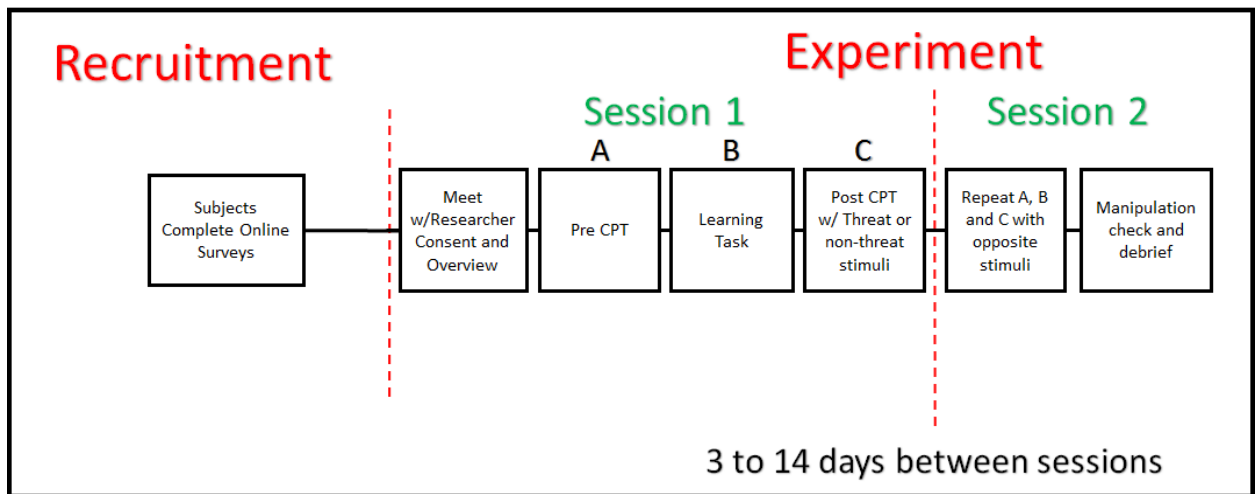 Recruitment
Experiment
Session 1
Session 2
A
B
C
Subjects
Complete Online
Surveys
Meet
w/Researcher
Consent and
Overview
Pre CPT
Learning
Task
Post CPT
w/ Threat or
non-threat
stimuli
Repeat A, B
and C with
opposite
stimuli
Manipulation
check and
debrief
3 to 14 days between sessions